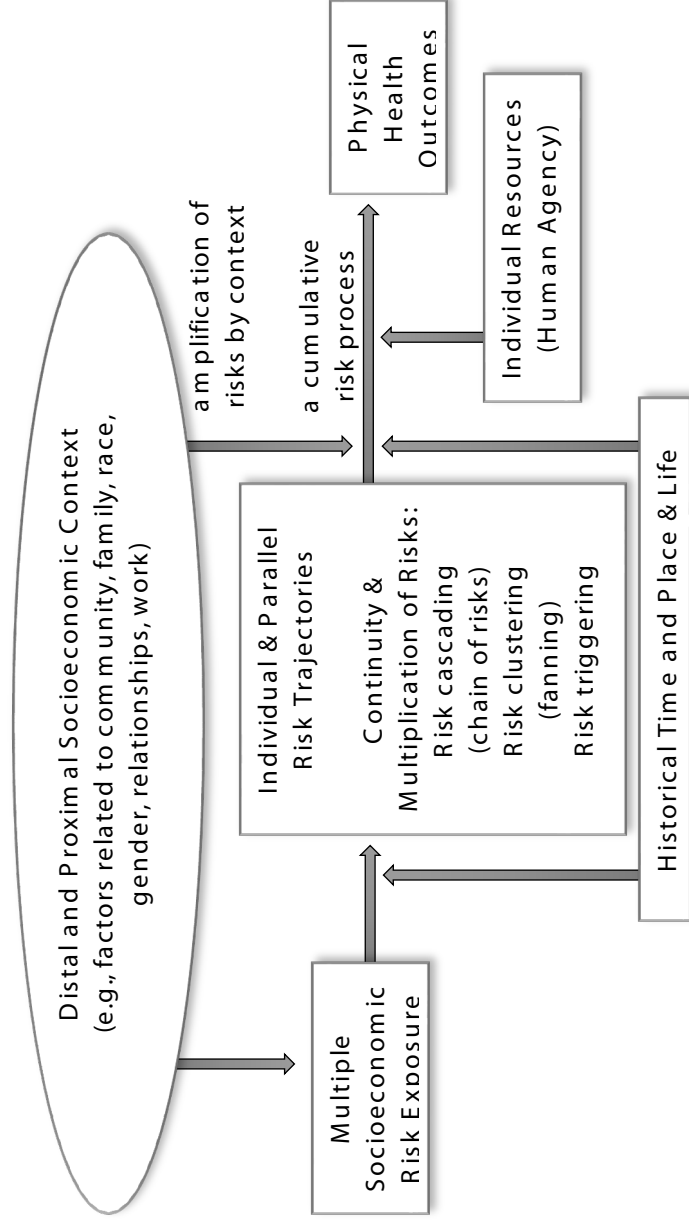 Distal and Proximal Socioeconomic Context
(e.g., factors related to community, family, race,
gender, relationships, work)
amplification of
risks by context
Multiple
Socioeconomic
Risk Exposure
Individual & Parallel
Risk Trajectories
Continuity &
Multiplication of Risks:
Risk cascading
(chain of risks)
Risk clustering
(fanning)
Risk triggering
a cumulative
risk process
Physical
Health
Outcomes
Individual Resources
(Human Agency)
Historical Time and Place & Life